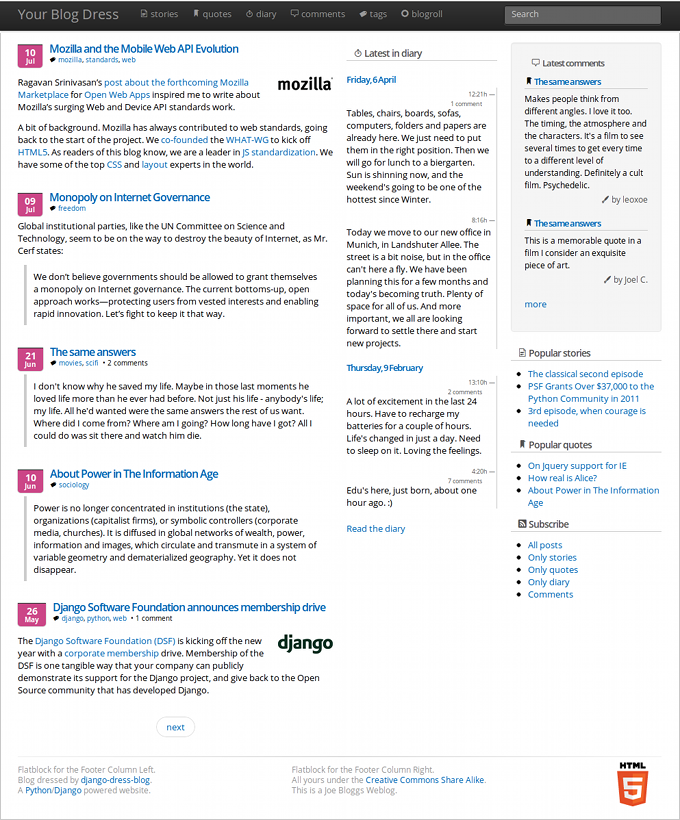 Your Blog Dress
stories
quotes
diary
comments
tags
blogroll
Search
10
Jul
Mozilla and the Mobile Web API Evolution
mozilla, standards, web
Ragavan Srinivasan's post about the forthcoming Mozilla
Marketplace for Open Web Apps inspired me to write about
Mozilla's surging Web and Device API standards work.
mozilla
A bit of background. Mozilla has always contributed to web standards, going
back to the start of the project. We co-founded the WHAT-WG to kick off
HTML5. As readers of this blog know, we are a leader in JS standardization. We
have some of the top CSS and layout experts in the world.
09
Jul
Monopoly on Internet Governance
freedom
Global institutional parties, like the UN Committee on Science and
Technology, seem to be on the way to destroy the beauty of Internet, as Mr.
Cerf states:
We don't believe governments should be allowed to grant themselves
a monopoly on Internet governance. The current bottoms-up, open
approach works—protecting users from vested interests and enabling
rapid innovation. Let's fight to keep it that way.
21
Jun
The same answers
movies, scifi • 2 comments
I don't know why he saved my life. Maybe in those last moments he
loved life more than he ever had before. Not just his life - anybody's life;
my life. All he'd wanted were the same answers the rest of us want.
Where did I come from? Where am I going? How long have I got? All I
could do was sit there and watch him die.
10
Jun
About Power in The Information Age
sociology
Power is no longer concentrated in institutions (the state),
organizations (capitalist firms), or symbolic controllers (corporate
media, churches). It is diffused in global networks of wealth, power,
information and images, which circulate and transmute in a system of
variable geometry and dematerialized geography. Yet it does not
disappear.
26
May
Django Software Foundation announces membership drive
django, python, web • 1 comment
The Django Software Foundation (DSF) is kicking off the new
year with a corporate membership drive. Membership of the
DSF is one tangible way that your company can publicly
demonstrate its support for the Django project, and give back to the Open
Source community that has developed Django.
django
next
Latest in diary
Friday, 6 April
12:21h —
1 comment
Tables, chairs, boards, sofas,
computers, folders and papers are
already here. We just need to put
them in the right position. Then we
will go for lunch to a biergarten.
Sun is shinning now, and the
weekend's going to be one of the
hottest since Winter.
8:16h —
Today we move to our new office in
Munich, in Landshuter Allee. The
street is a bit noise, but in the office
can't here a fly. We have been
planning this for a few months and
today's becoming truth. Plenty of
space for all of us. And more
important, we all are looking
forward to settle there and start
new projects.
Thursday, 9 February
13:10h —
2 comments
A lot of excitement in the last 24
hours. Have to recharge my
batteries for a couple of hours.
Life's changed in just a day. Need
to sleep on it. Loving the feelings.
4:20h —
7 comments
Edu's here, just born, about one
hour ago. :)
Read the diary
Latest comments
The same answers
Makes people think from
different angles. I love it too.
The timing, the atmosphere and
the characters. It's a film to see
several times to get every time
to a different level of
understanding. Definitely a cult
film. Psychedelic.
by leoxoe
The same answers
This is a memorable quote in a
film I consider an exquisite
piece of art.
by Joel C.
more
Popular stories
The classical second episode
PSF Grants Over $37,000 to the
Python Community in 2011
3rd episode, when courage is
needed
Popular quotes
On Jquery support for IE
How real is Alice?
About Power in The Information
Age
Subscribe
All posts
Only stories
Only quotes
Only diary
Comments
Flatblock for the Footer Column Left.
Blog dressed by django-dress-blog.
A Python/Django powered website.
Flatblock for the Footer Column Right.
All yours under the Creative Commons Share Alike.
This is a Joe Bloggs Weblog.
HTML
5